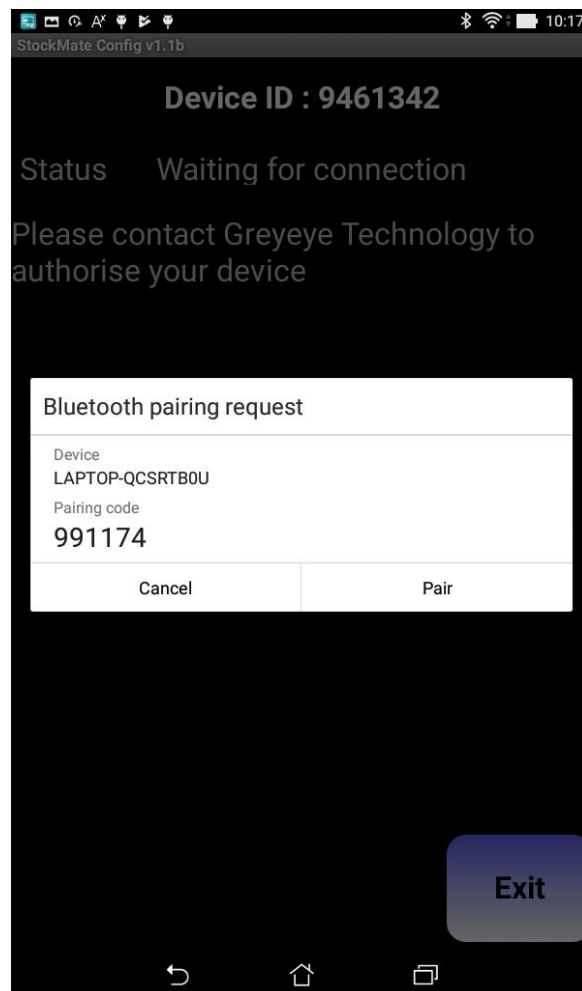 10:17
StockMate Config v1.1b
Device ID : 9461342
Status Waiting for connection
Please contact Greyeye Technology to
authorise your device
Bluetooth pairing request
Device
LAPTOP-QCSRTB0U
Pairing code
991174
Cancel Pair
Exit